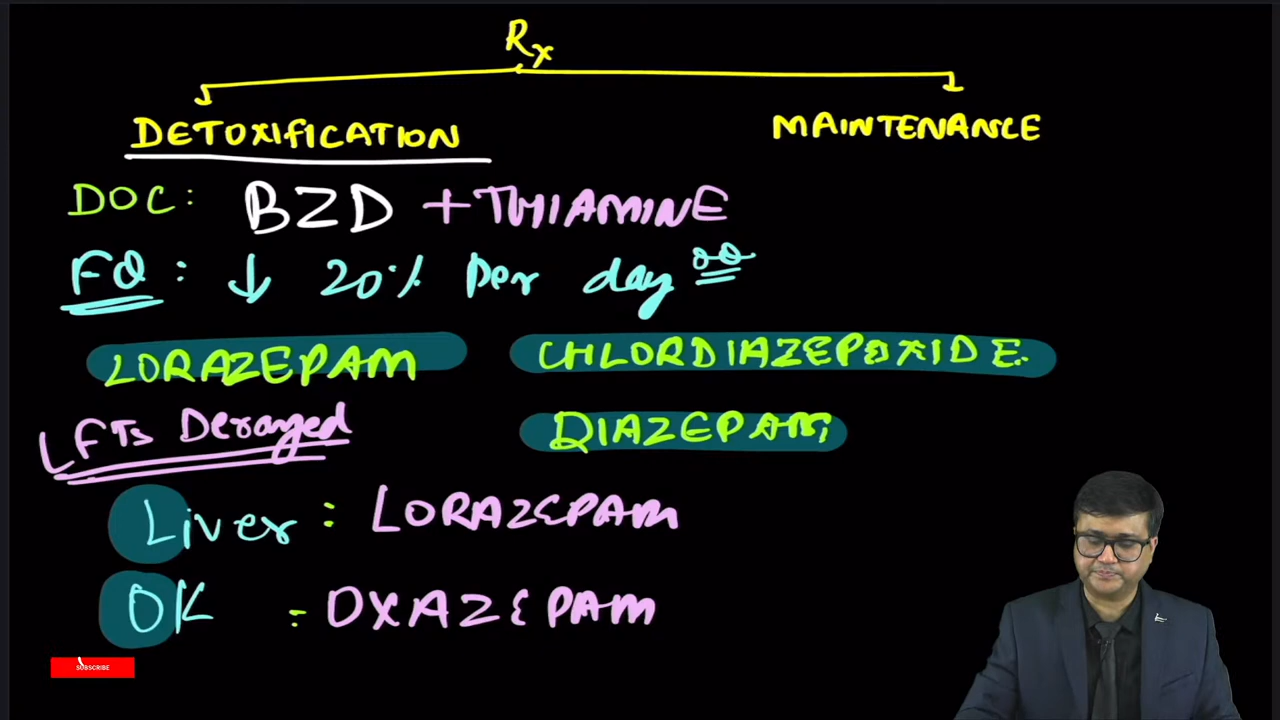 Rx
DETOXIFICATION
MAINTENANCE
DOC: BZD + THIAMINE
FQ: ↓ 20% per day
LORAZEPAM
CHLORDIAZEPOXIDE.
LFTs Deranged
DIAZEPAM
Liver : LORAZEPAM
OK = OXAZEPAM
SUBSCRIBE